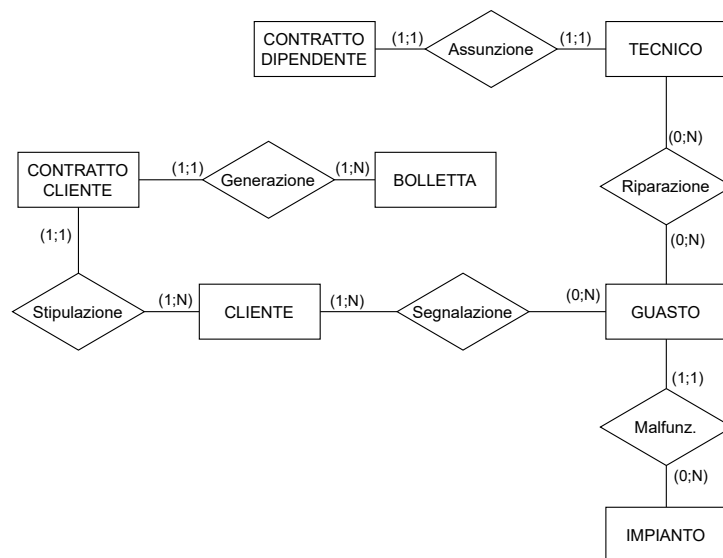 CONTRATTO
DIPENDENTE
(1;1)
Assunzione
(1;1)
TECNICO
(0;N)
CONTRATTO
CLIENTE
(1;1)
Generazione
(1;N)
BOLLETTA
Riparazione
(1;1)
(0;N)
Stipulazione
(1;N)
CLIENTE
(1;N)
Segnalazione
(0;N)
GUASTO
(1;1)
Malfunz.
(0;N)
IMPIANTO